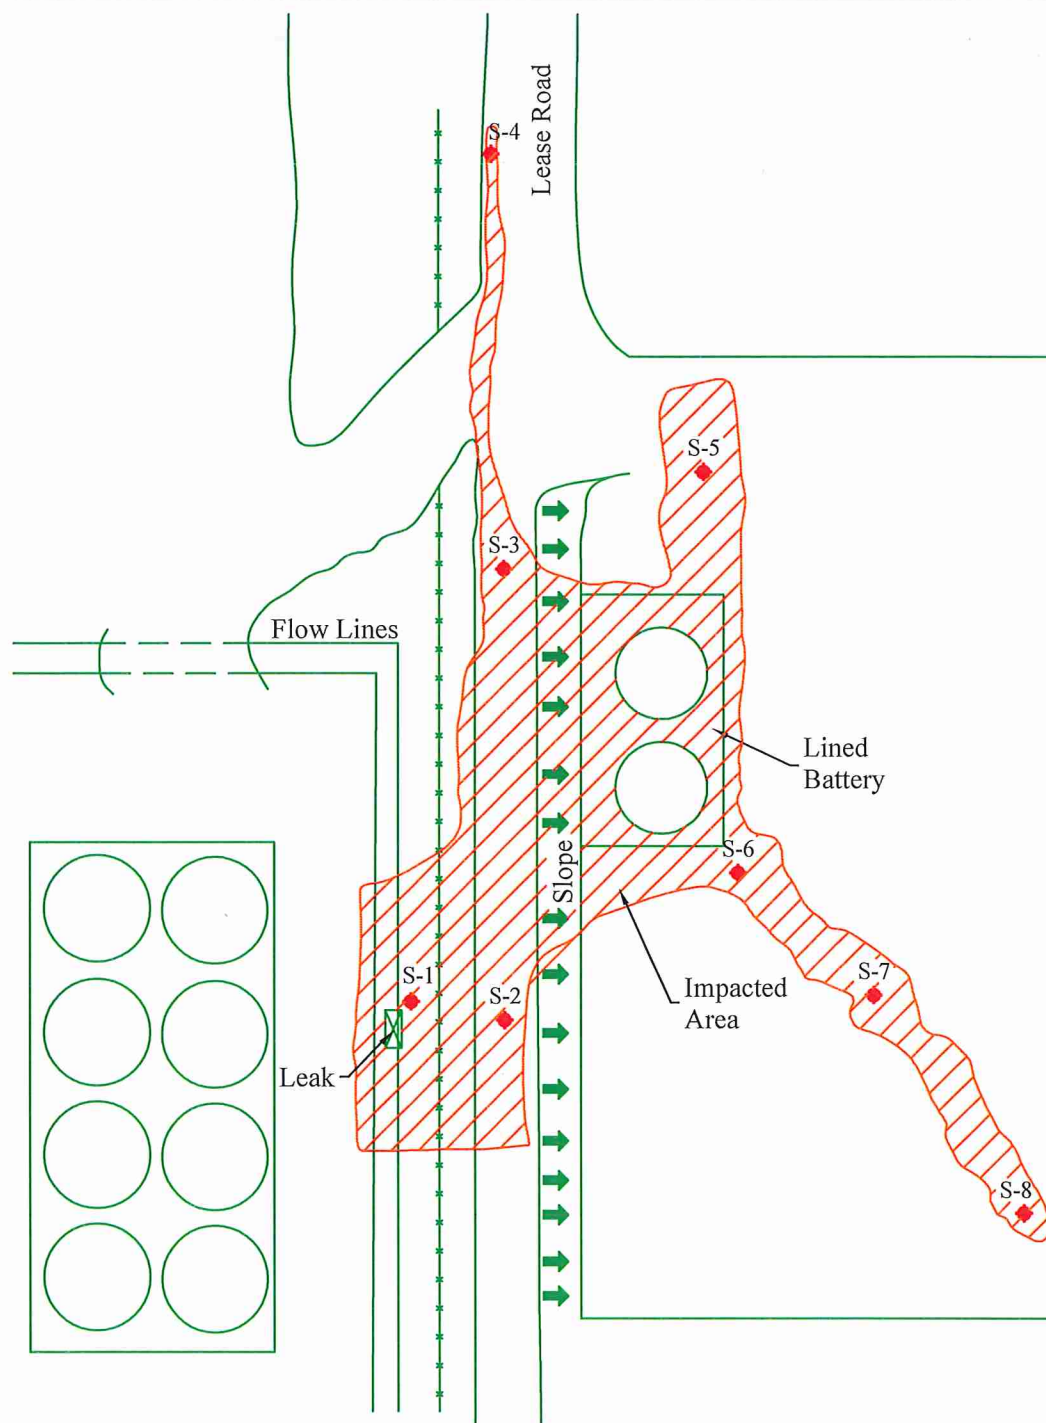 S-4
Lease Road
S-5
S-3
Flow Lines
Lined
Battery
S-6
Slope
S-7
S-1
S-2
Impacted
Area
Leak
S-8